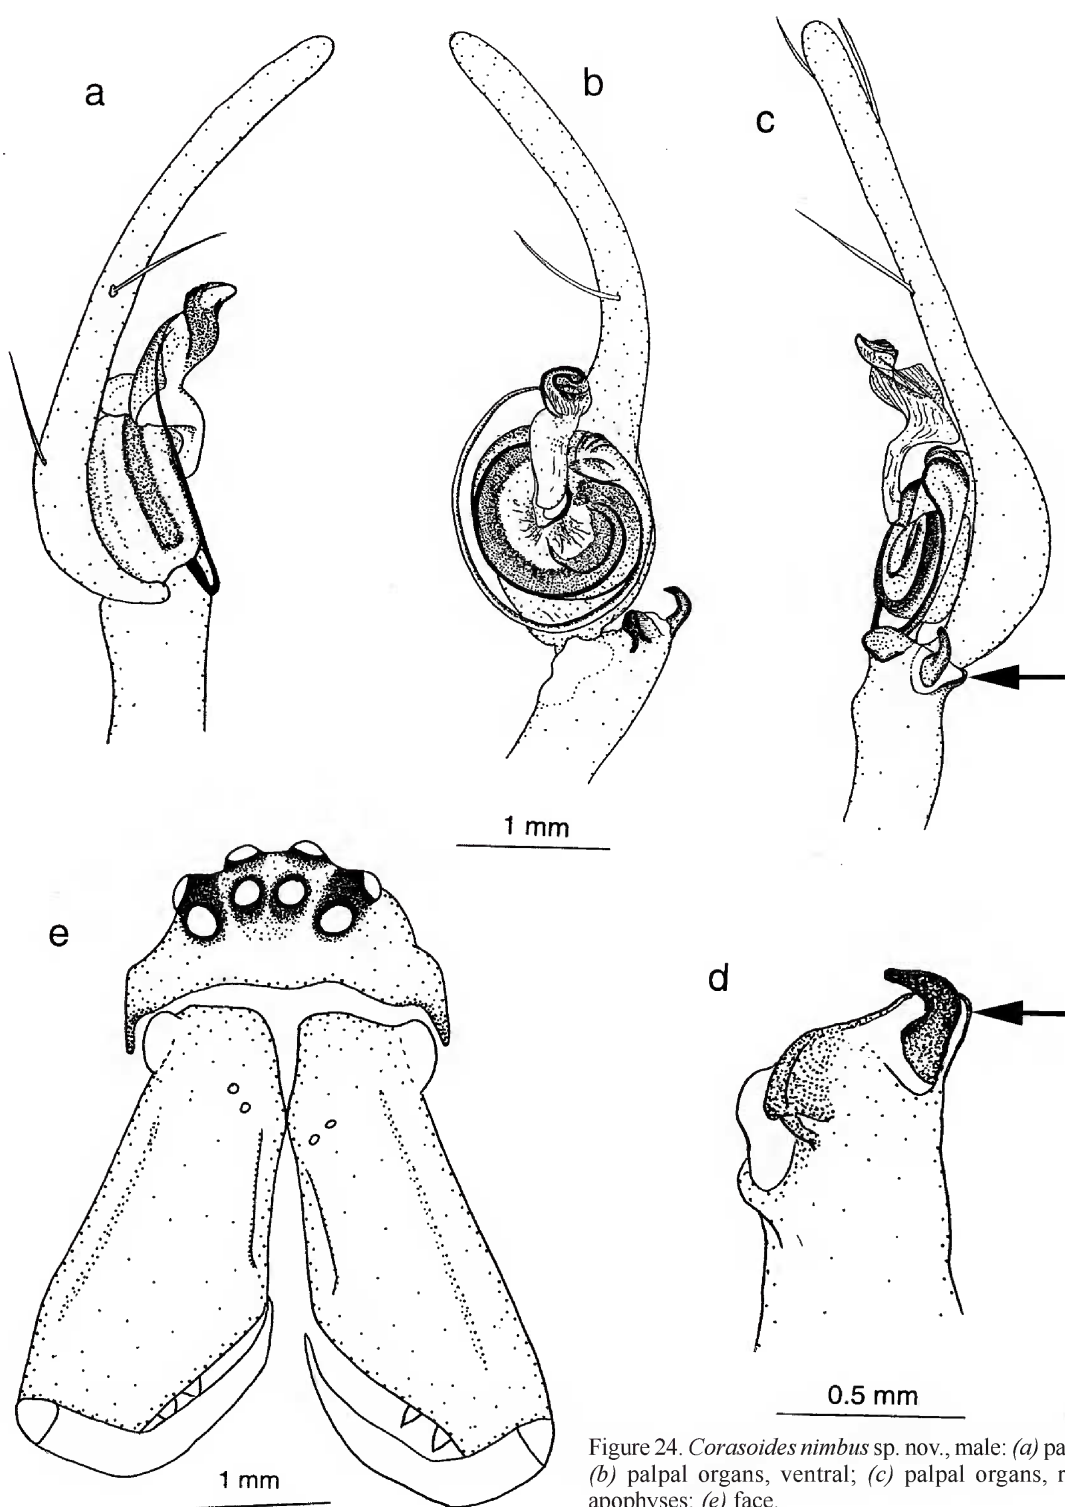 a
b
c
1 mm
e
d
0.5 mm
1 mm
Figure 24. Corasoides nimbus sp. nov., male: (a)
(b) palpal organs, ventral; (c) palpal organs,
apophyses; (e) face.